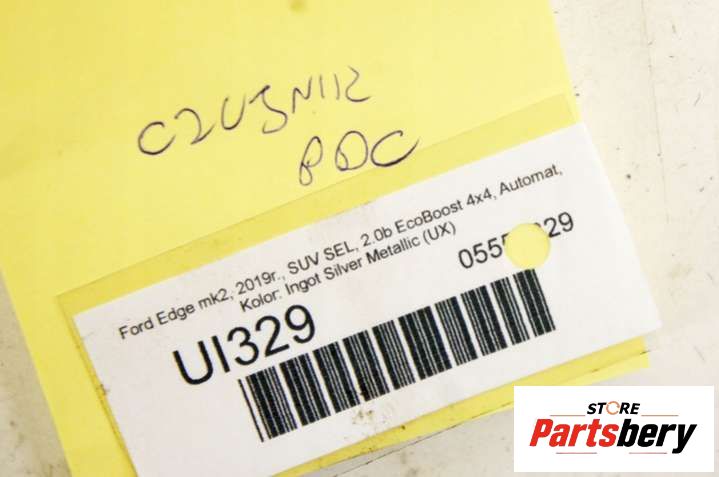 CZUJNIK
PDC
Ford Edge mk2, 2019r., SUV SEL, 2.0b EcoBoost 4x4, Automat,
Kolor: Ingot Silver Metallic (UX)
UI329
STORE
Partsbery